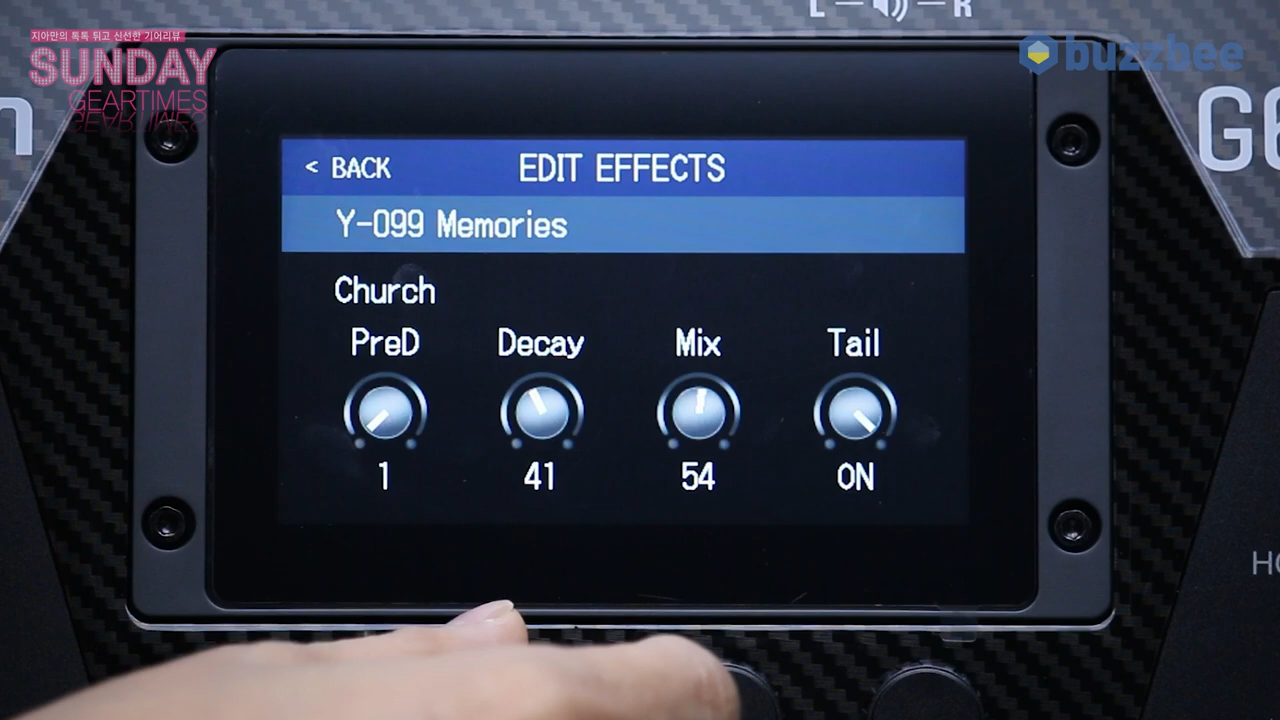 L R
지아만의 톡톡 튀고 신선한 기어리뷰
SUNDAY
GEARTIMES
buzzbee
G6
< BACK
EDIT EFFECTS
Y-099 Memories
Church
PreD Decay Mix Tail
1 41 54 ON